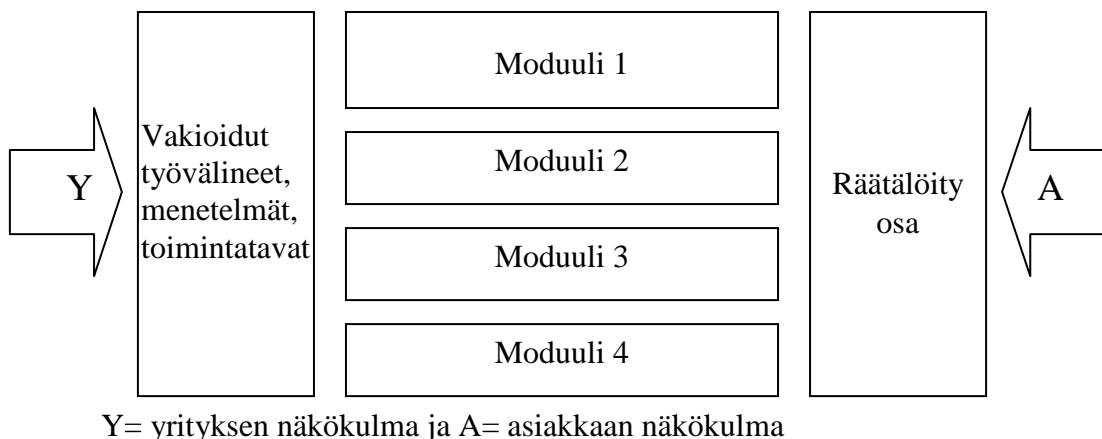 Y
Vakioidut
työvälineet,
menetelmät,
toimintatavat
Moduuli 1
Moduuli 2
Moduuli 3
Moduuli 4
Räätälöity
osa
A
Y= yrityksen näkökulma ja A= asiakkaan näkökulma